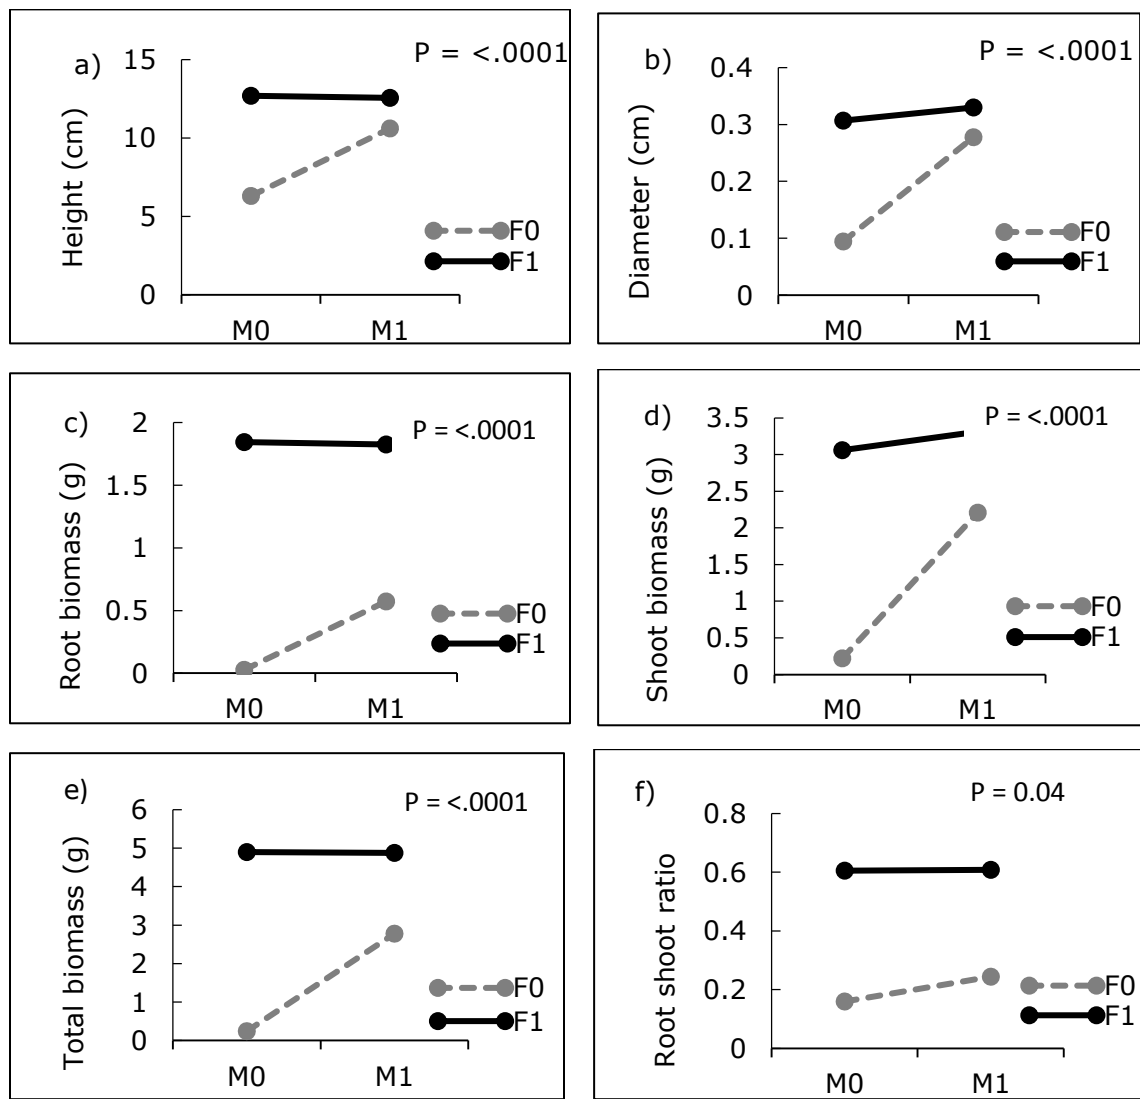 a)
P = <.0001
Height (cm)
15
10
5
0
M0
M1
F0
F1
b)
P = <.0001
Diameter (cm)
0.4
0.3
0.2
0.1
0
M0
M1
F0
F1
c)
P = <.0001
Root biomass (g)
2
1.5
1
0.5
0
M0
M1
F0
F1
d)
P = <.0001
Shoot biomass (g)
3.5
3
2.5
2
1.5
1
0.5
0
M0
M1
F0
F1
e)
P = <.0001
Total biomass (g)
6
5
4
3
2
1
0
M0
M1
F0
F1
f)
P = 0.04
Root shoot ratio
0.8
0.6
0.4
0.2
0
M0
M1
F0
F1